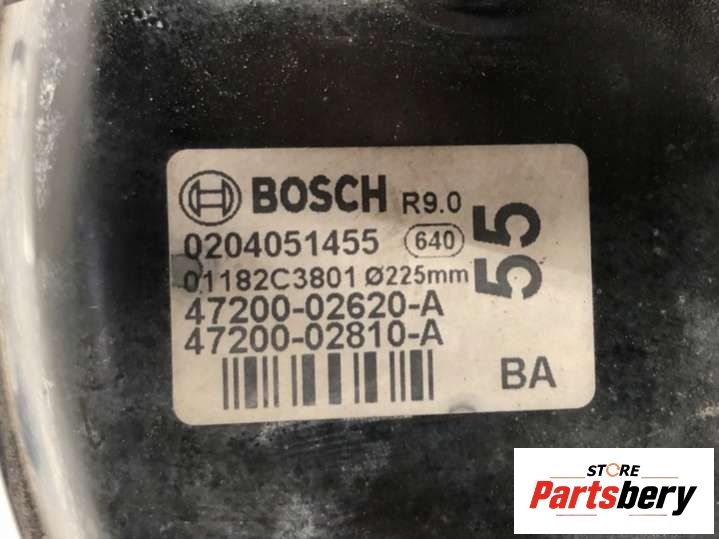 BOSCH R9.0
0204051455 640
01182C3801 Ø225mm
47200-02620-A
47200-02810-A
55
BA
STORE
Partsbery